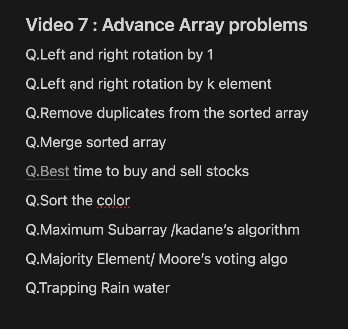 Video 7 : Advance Array problems
Q.Left and right rotation by 1
Q.Left and right rotation by k element
Q.Remove duplicates from the sorted array
Q.Merge sorted array
Q.Best time to buy and sell stocks
Q.Sort the color
Q.Maximum Subarray /kadane's algorithm
Q.Majority Element/ Moore's voting algo
Q.Trapping Rain water